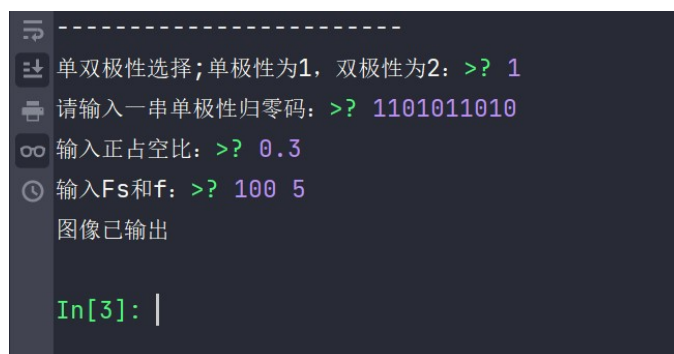 -------------------------
单双极性选择;单极性为1，双极性为2：>? 1
请输入一串单极性归零码：>? 1101011010
输入正占空比：>? 0.3
输入Fs和f：>? 100 5
图像已输出
In[3]: